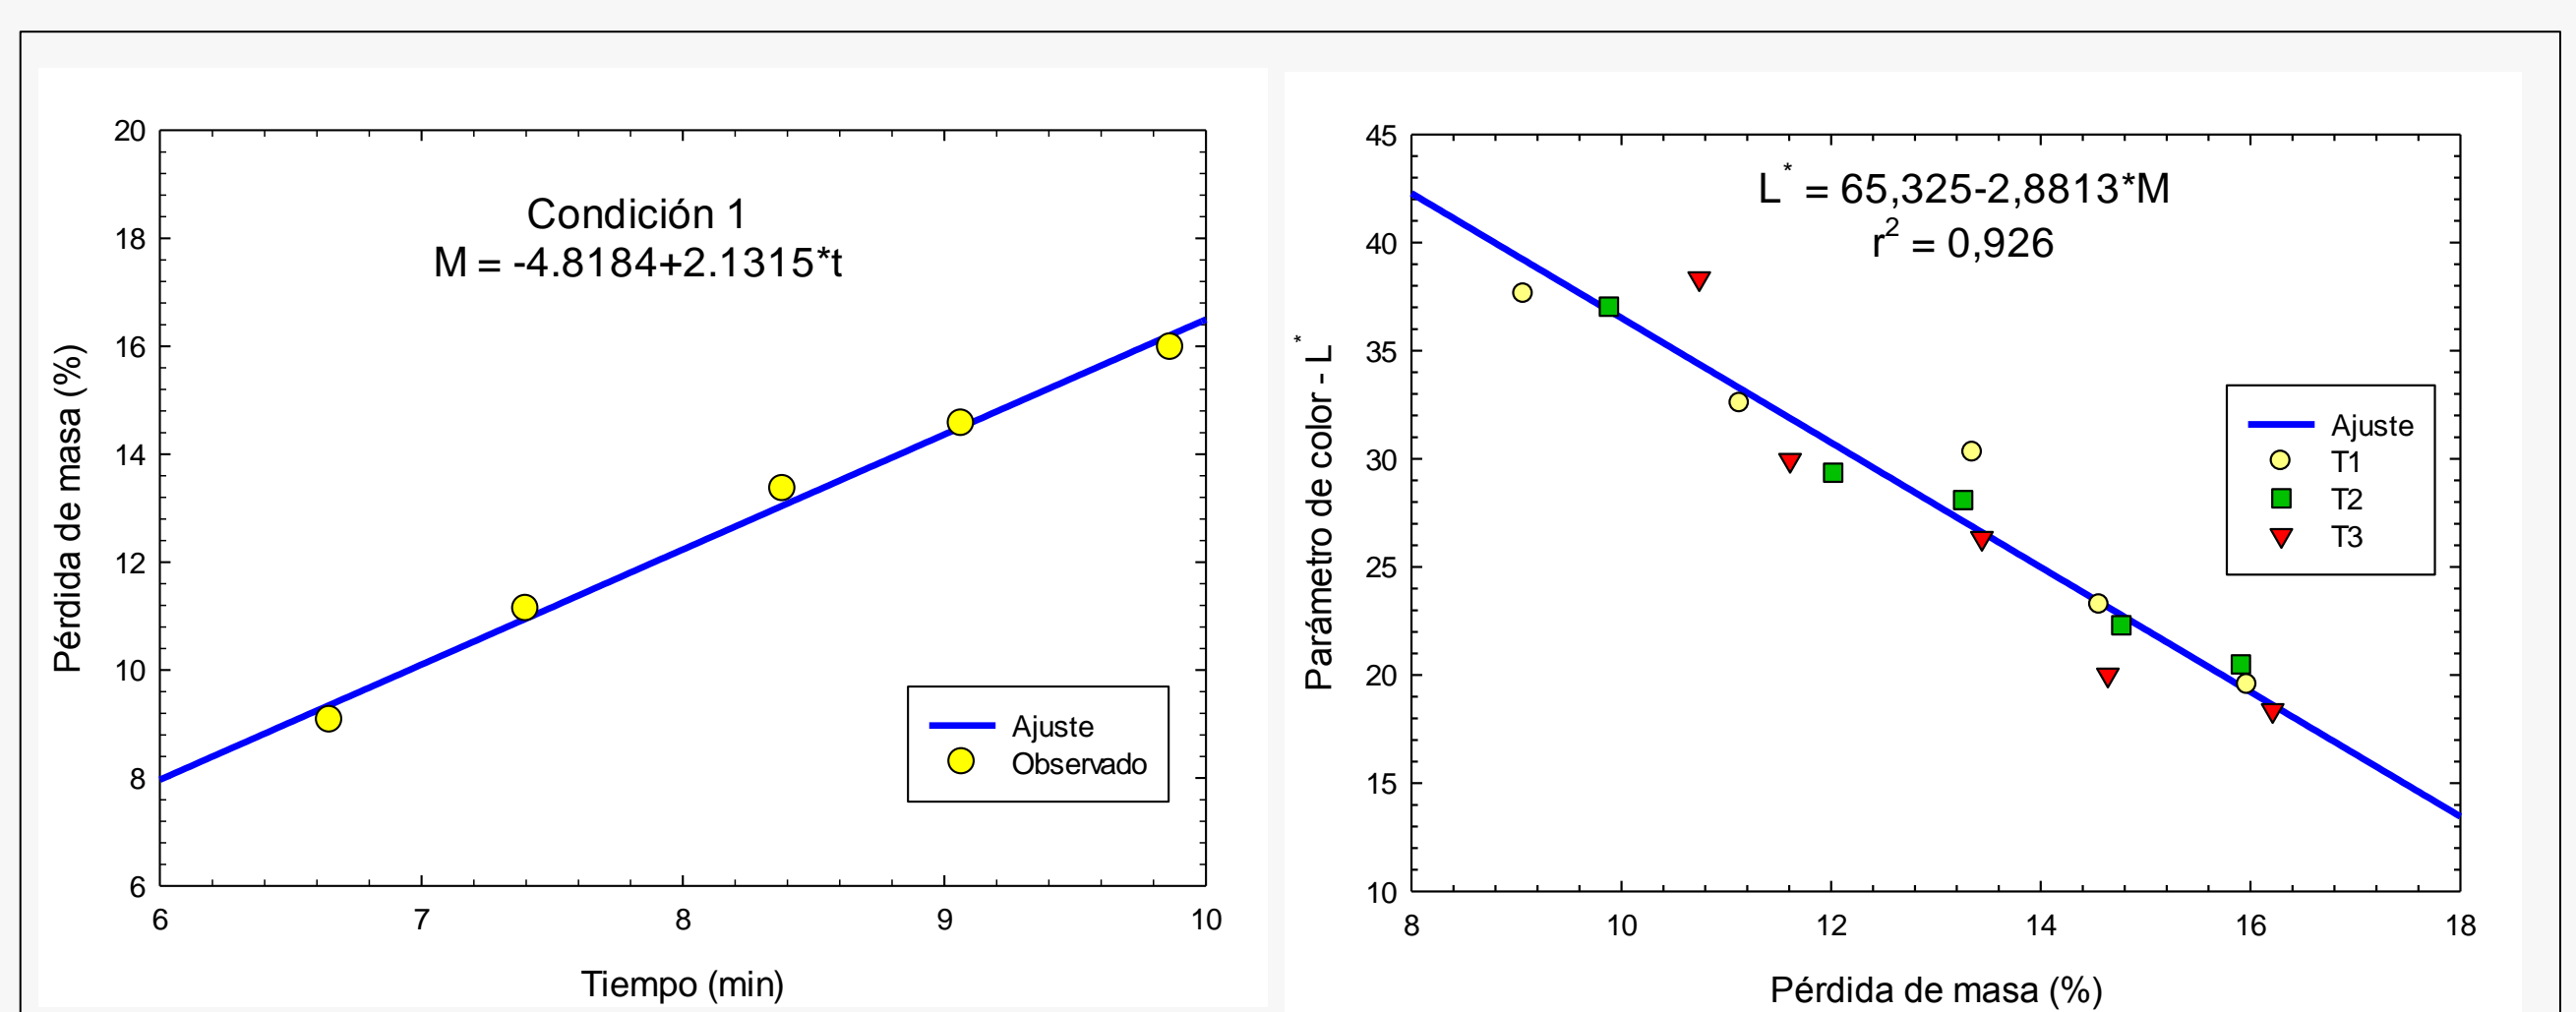 Condición 1
M = -4.8184+2.1315*t
Pérdida de masa (%)
20
18
16
14
12
10
8
6
6 7 8 9 10
Tiempo (min)
Ajuste
Observado
L* = 65,325-2,8813*M
r² = 0,926
Parámetro de color - L*
45
40
35
30
25
20
15
10
8 10 12 14 16 18
Pérdida de masa (%)
Ajuste
T1
T2
T3